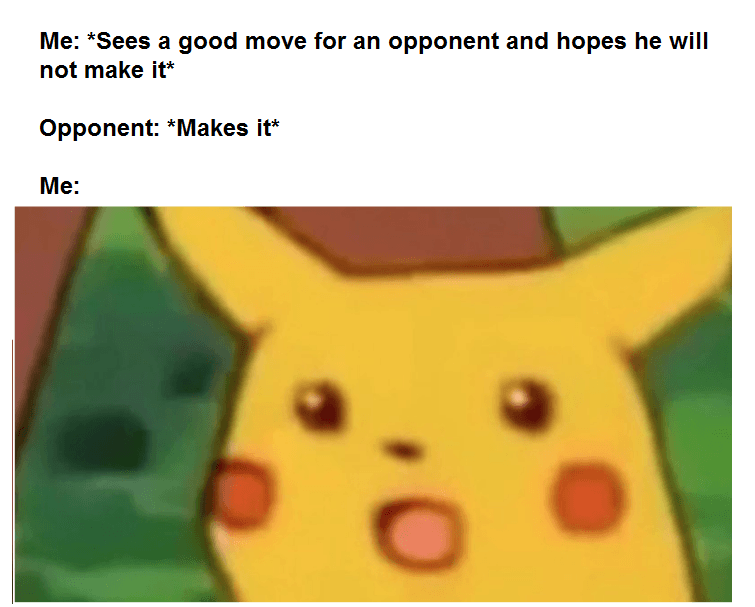 Me: *Sees a good move for an opponent and hopes he will
not make it*
Opponent: *Makes it*
Me: